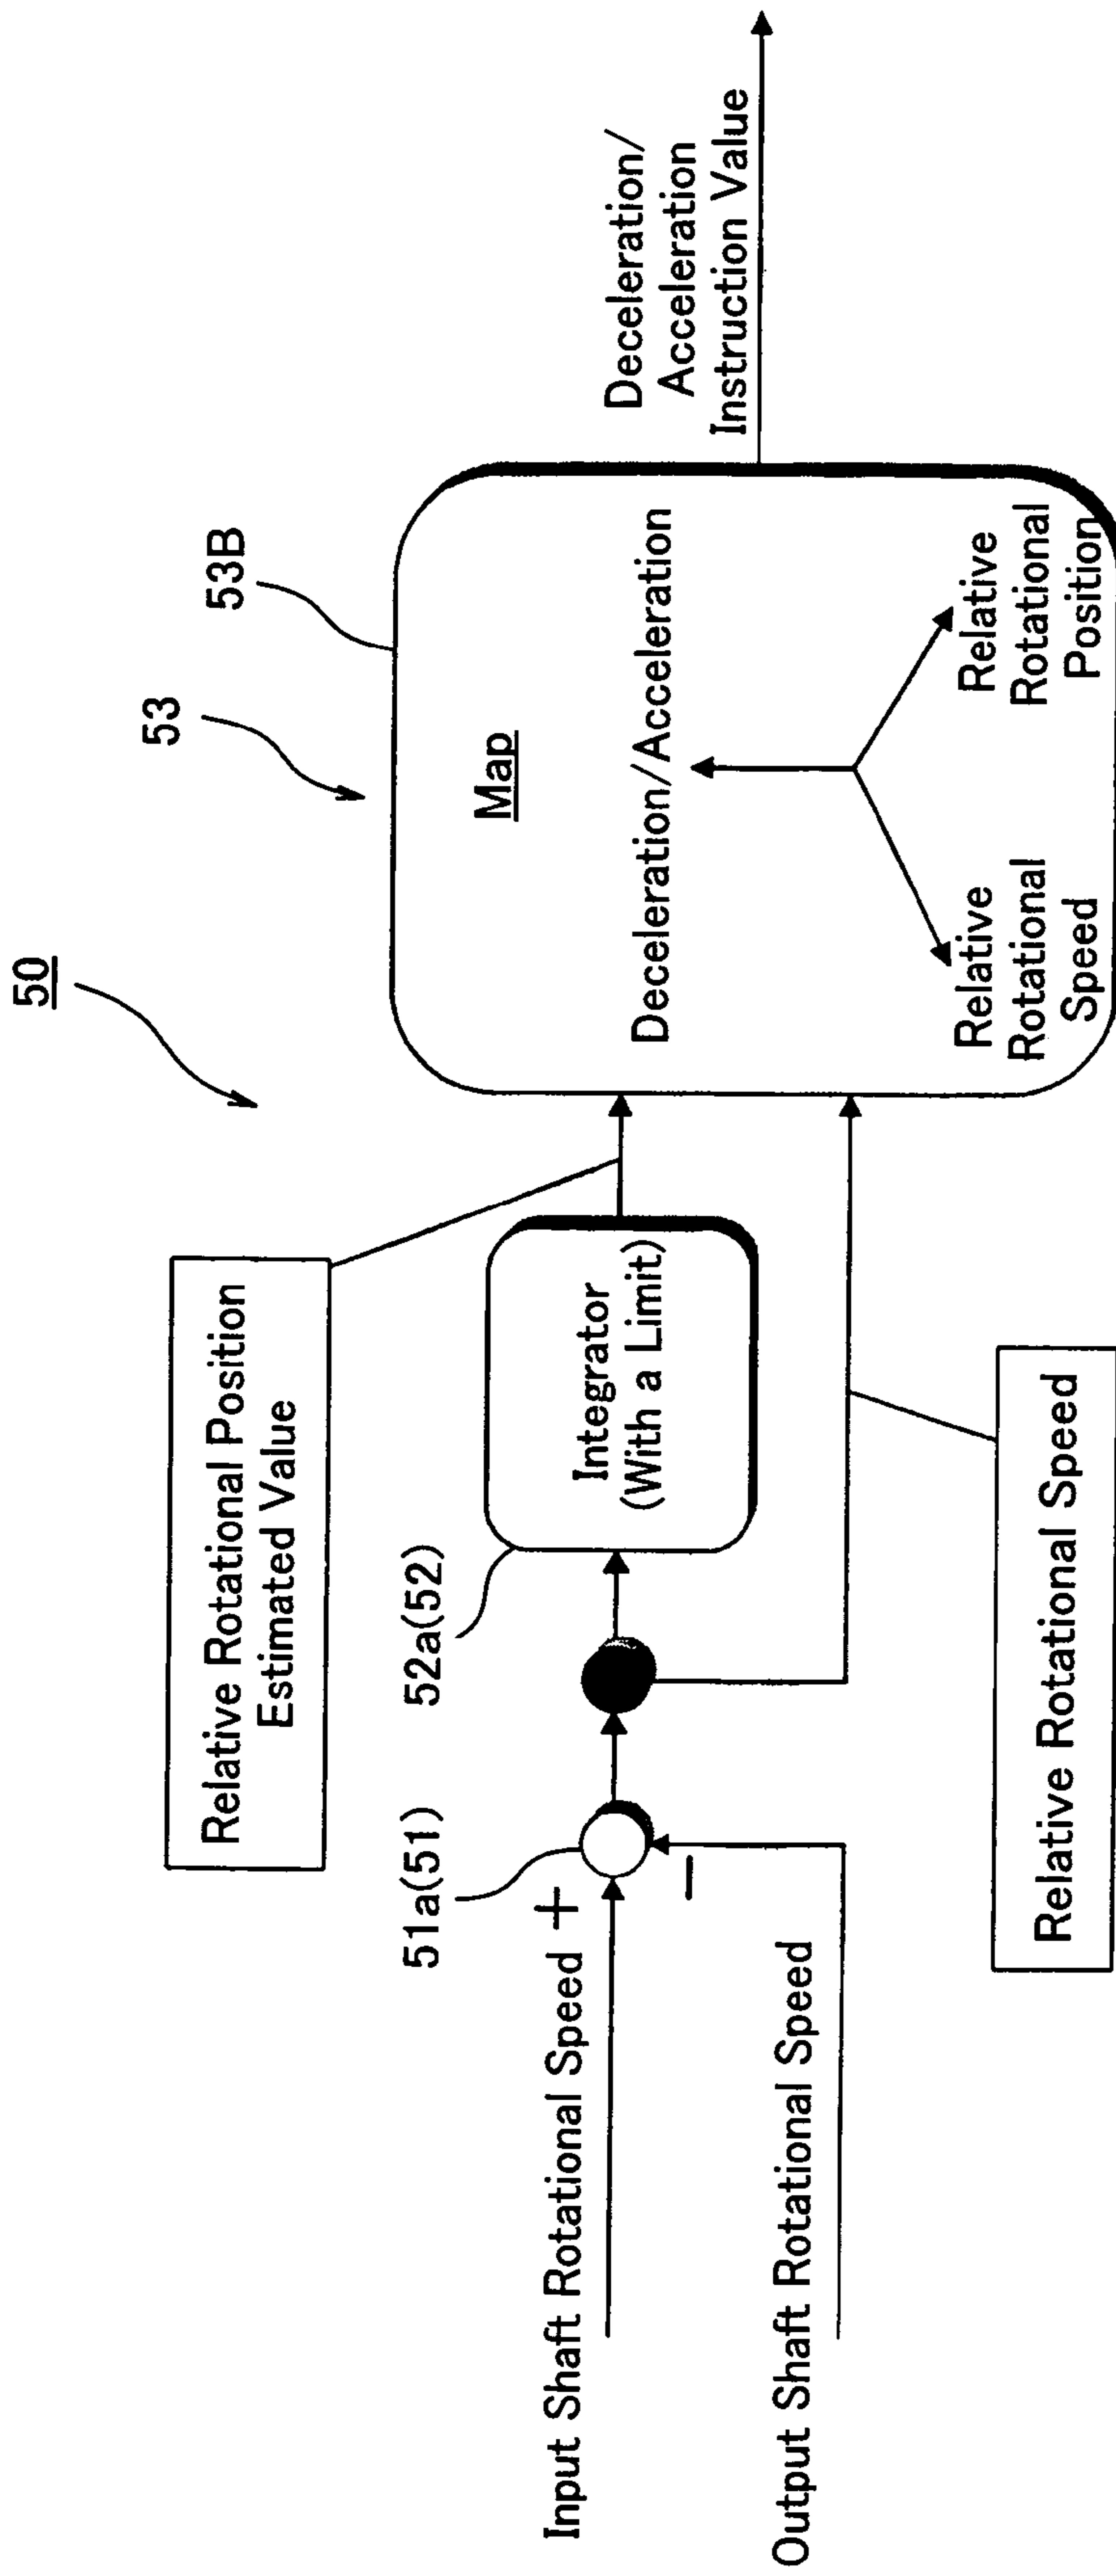 50
53
53B
Relative Rotational Position
Estimated Value
51a(51)
52a(52)
Input Shaft Rotational Speed
+
−
Output Shaft Rotational Speed
Integrator
(With a Limit)
Relative Rotational Speed
Map
Deceleration/Acceleration
Relative
Rotational
Speed
Relative
Rotational
Position
Deceleration/
Acceleration
Instruction Value